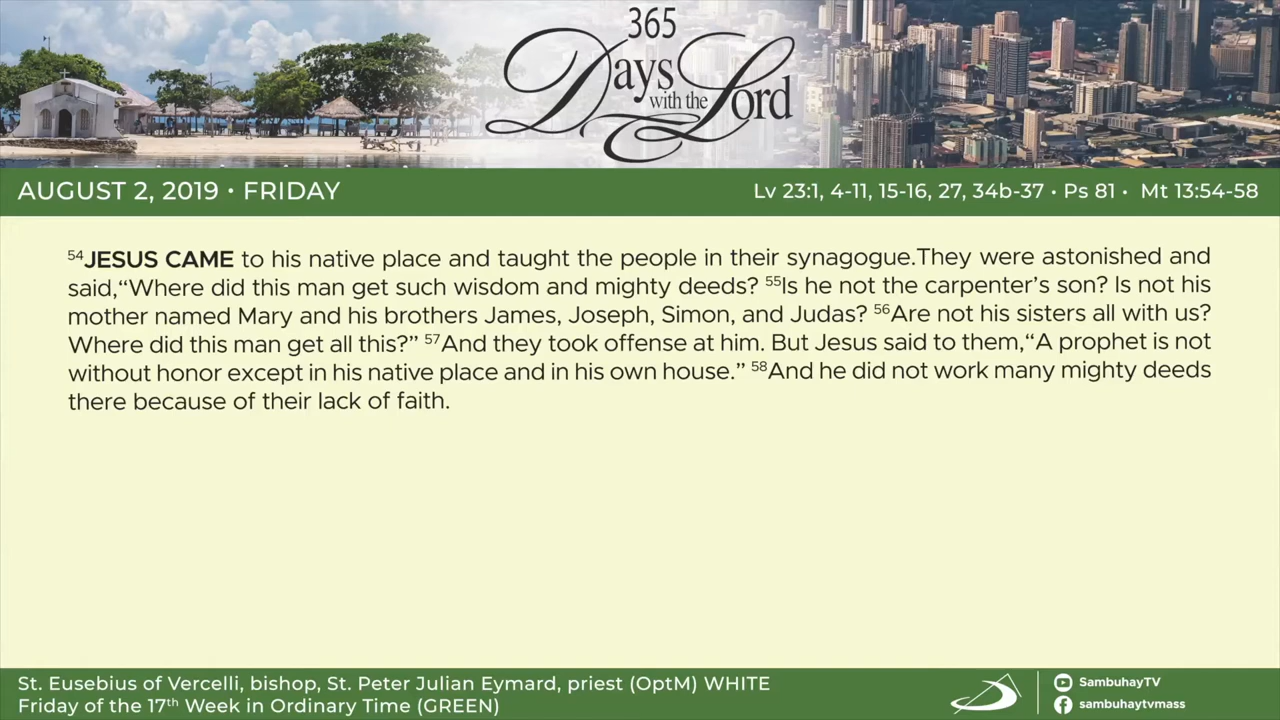 365
Days
with the
Lord
AUGUST 2, 2019 • FRIDAY
Lv 23:1, 4-11, 15-16, 27, 34b-37 • Ps 81 • Mt 13:54-58
⁵⁴JESUS CAME to his native place and taught the people in their synagogue.They were astonished and
said,“Where did this man get such wisdom and mighty deeds? ⁵⁵Is he not the carpenter’s son? Is not his
mother named Mary and his brothers James, Joseph, Simon, and Judas? ⁵⁶Are not his sisters all with us?
Where did this man get all this?” ⁵⁷And they took offense at him. But Jesus said to them,“A prophet is not
without honor except in his native place and in his own house.” ⁵⁸And he did not work many mighty deeds
there because of their lack of faith.
St. Eusebius of Vercelli, bishop, St. Peter Julian Eymard, priest (OptM) WHITE
Friday of the 17ᵗʰ Week in Ordinary Time (GREEN)
SambuhayTV
sambuhaytvmass